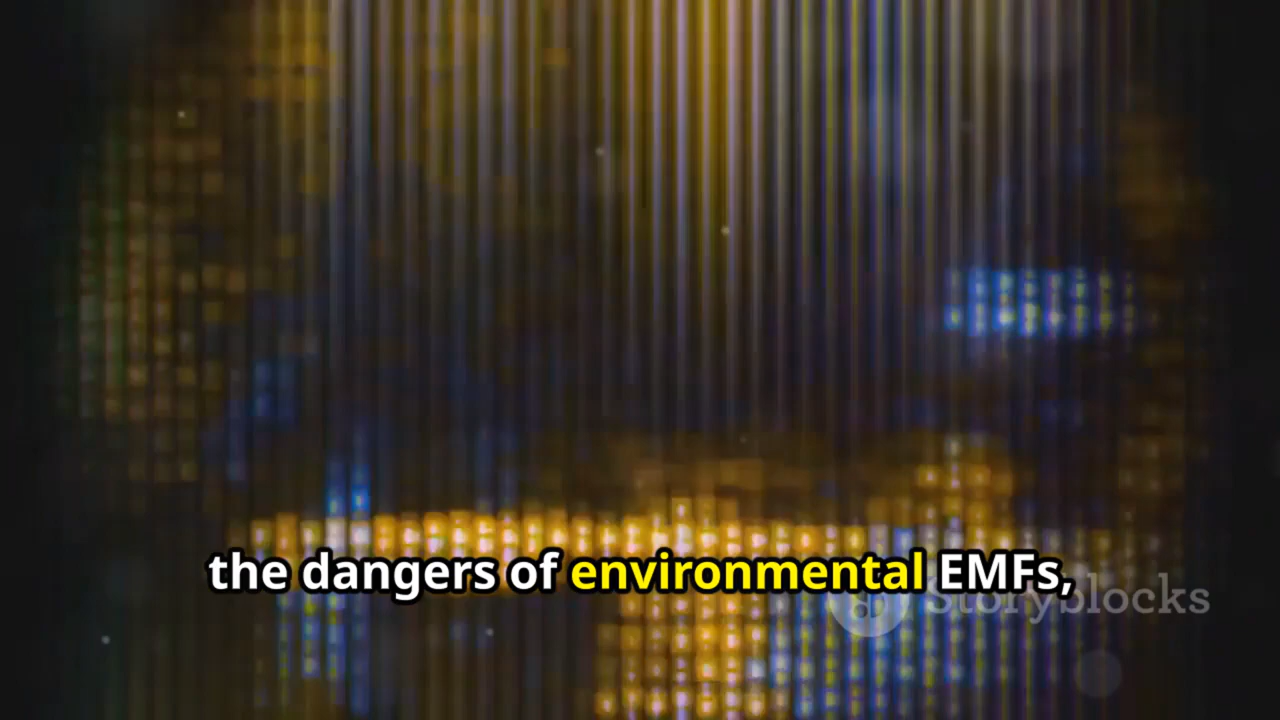 the dangers of environmental EMFs,
Storyblocks